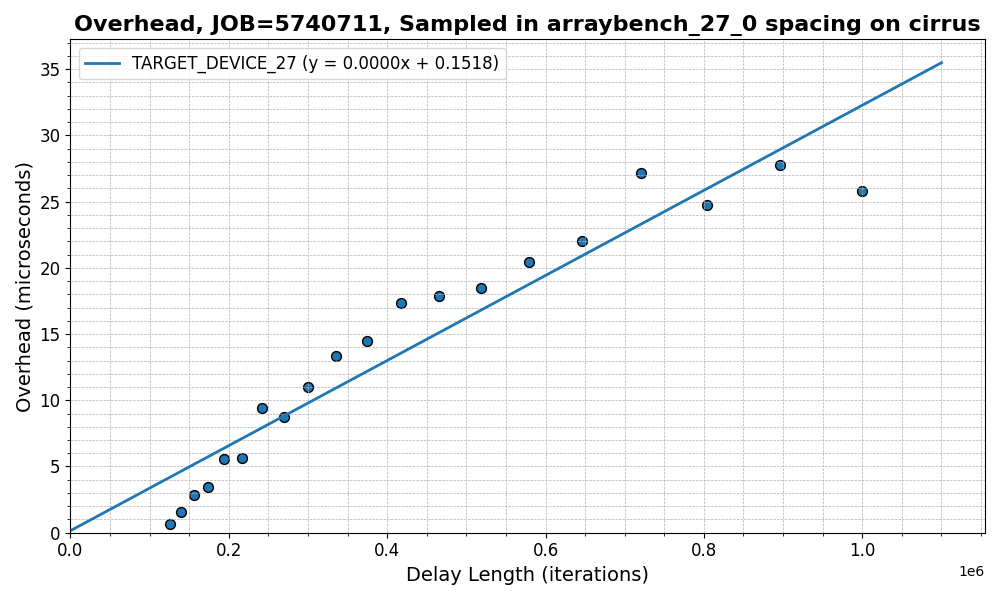 Overhead, JOB=5740711, Sampled in arraybench_27_0 spacing on cirrus
TARGET_DEVICE_27 (y = 0.0000x + 0.1518)
Overhead (microseconds)
35
30
25
20
15
10
5
0
0.0 0.2 0.4 0.6 0.8 1.0
1e6
Delay Length (iterations)